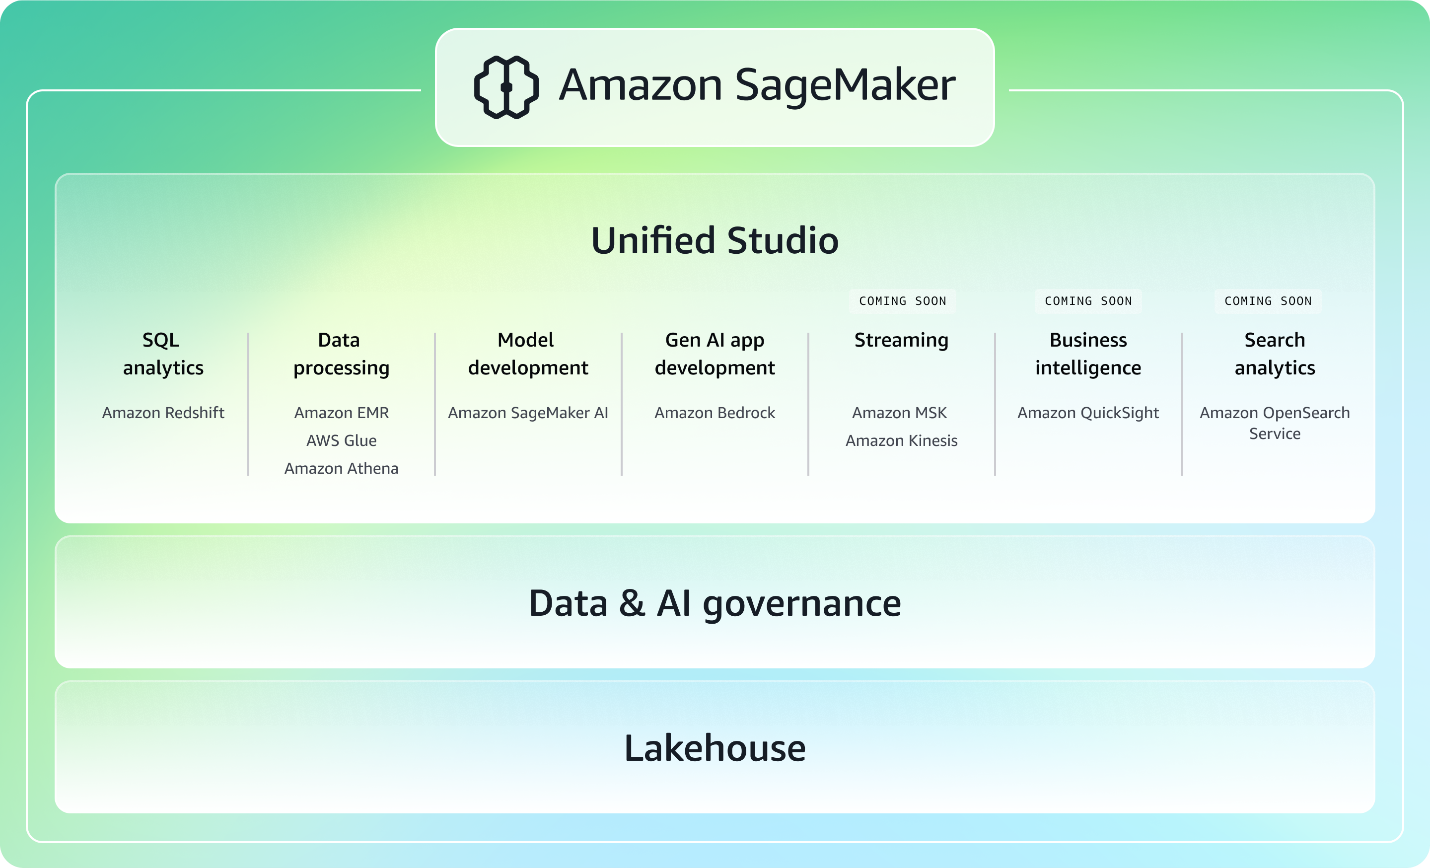 Amazon SageMaker
Unified Studio
SQL
analytics
Amazon Redshift
Data
processing
Amazon EMR
AWS Glue
Amazon Athena
Model
development
Amazon SageMaker AI
Gen AI app
development
Amazon Bedrock
COMING SOON
Streaming
Amazon MSK
Amazon Kinesis
COMING SOON
Business
intelligence
Amazon QuickSight
COMING SOON
Search
analytics
Amazon OpenSearch
Service
Data & AI governance
Lakehouse